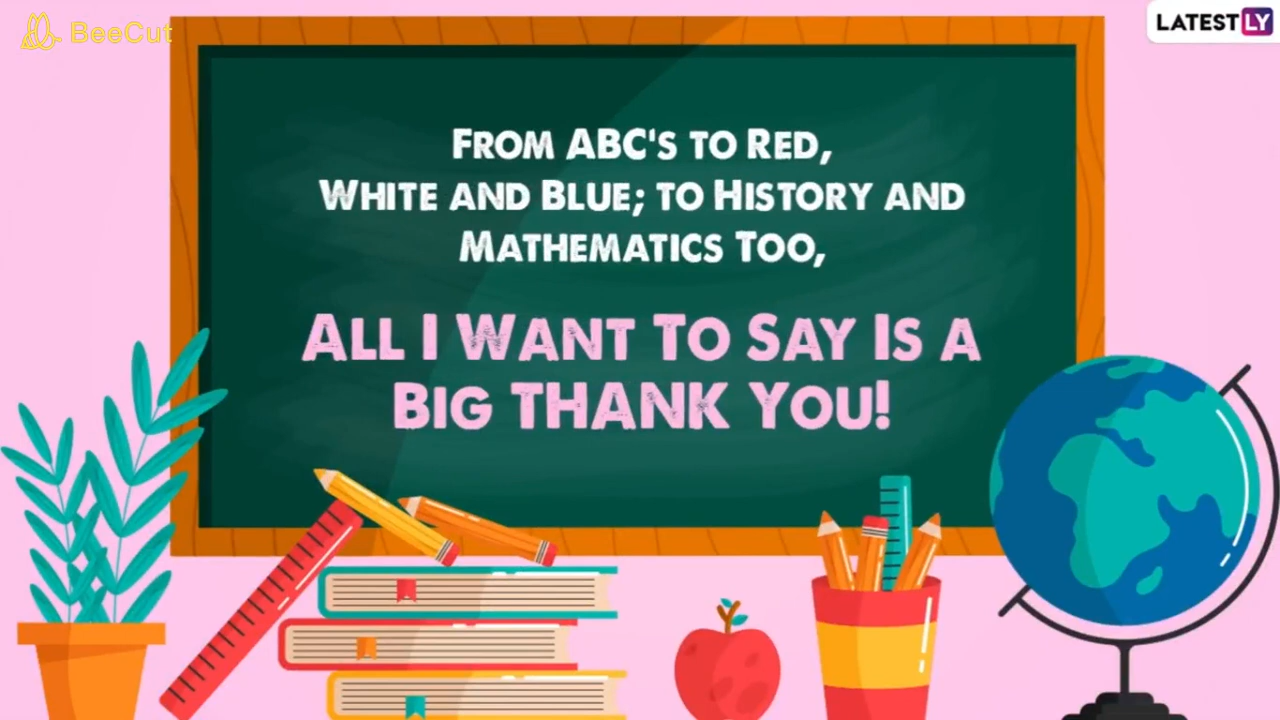 BeeCut
LATESTLY
FROM ABC'S TO RED,
WHITE AND BLUE; TO HISTORY AND
MATHEMATICS TOO,
ALL I WANT TO SAY IS A
BIG THANK YOU!